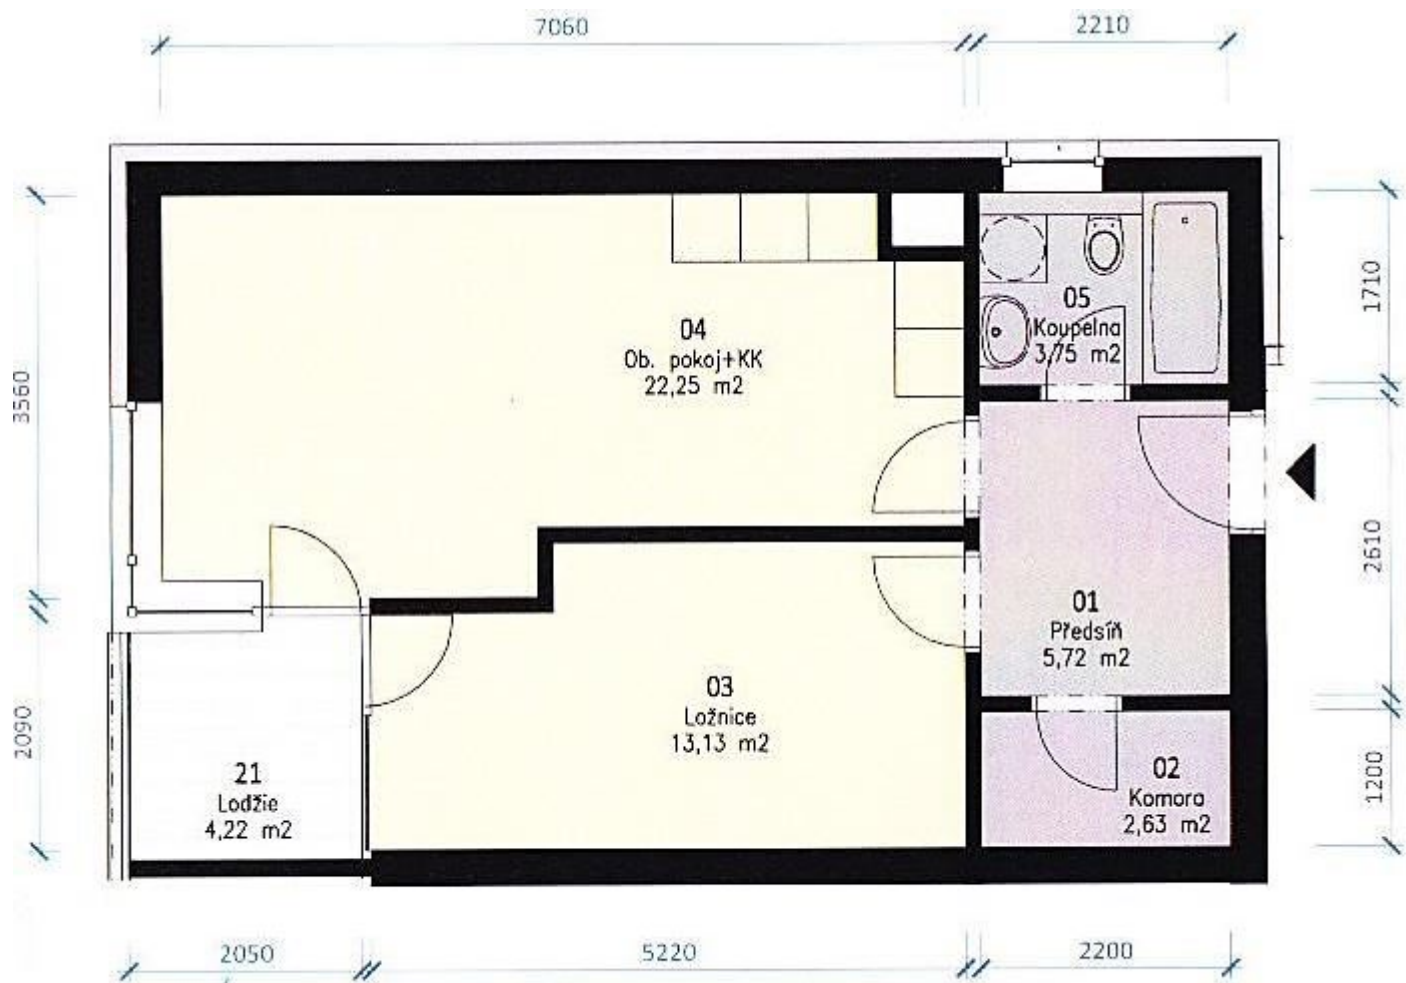 7060
2210
1710
3560
04
Ob. pokoj+KK
22,25 m2
05
Koupelna
3,75 m2
2610
01
Předsíň
5,72 m2
03
Ložnice
13,13 m2
2090
21
Lodžie
4,22 m2
02
Komora
2,63 m2
1200
2050
5220
2200